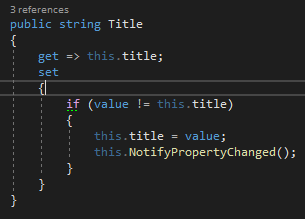 3 references
public string Title
{
    get => this.title;
    set
    {
        if (value != this.title)
        {
            this.title = value;
            this.NotifyPropertyChanged();
        }
    }
}